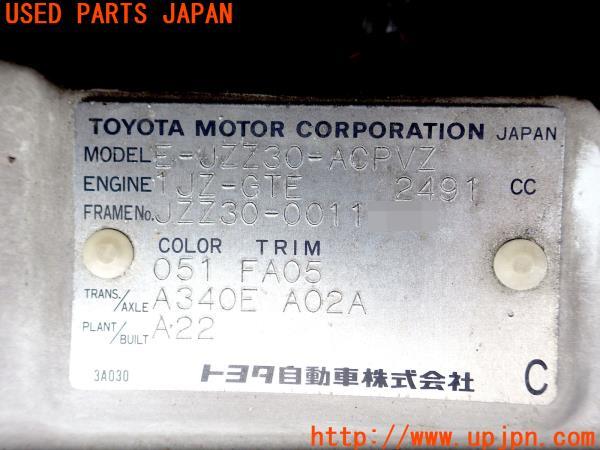 USED PARTS JAPAN
TOYOTA MOTOR CORPORATION JAPAN
MODEL E-JZZ30-ACPVZ
ENGINE 1JZ-GTE 2491 CC
FRAME No. JZZ30-0011
COLOR TRIM
051 FA05
TRANS./AXLE A340E A02A
PLANT/BUILT A22
3A030 トヨタ自動車株式会社 C
http://www.upjpn.com/